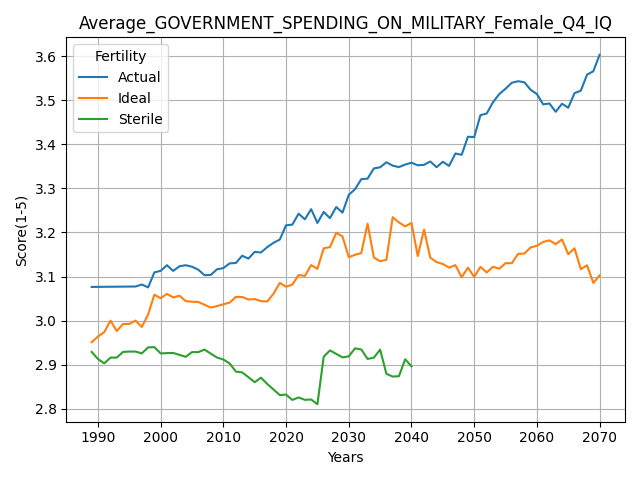 Average_GOVERNMENT_SPENDING_ON_MILITARY_Female_Q4_IQ
Fertility
Actual
Ideal
Sterile
Score(1-5)
3.6
3.5
3.4
3.3
3.2
3.1
3.0
2.9
2.8
1990 2000 2010 2020 2030 2040 2050 2060 2070
Years